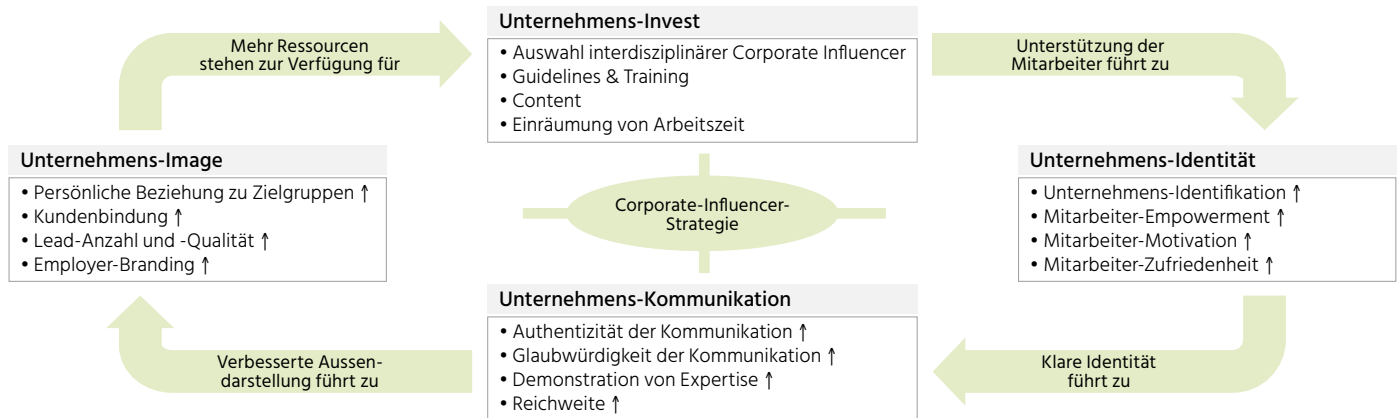 Unternehmens-Invest
• Auswahl interdisziplinärer Corporate Influencer
• Guidelines & Training
• Content
• Einräumung von Arbeitszeit
Mehr Ressourcen
stehen zur Verfügung für
Unterstützung der
Mitarbeiter führt zu
Unternehmens-Image
• Persönliche Beziehung zu Zielgruppen ↑
• Kundenbindung ↑
• Lead-Anzahl und -Qualität ↑
• Employer-Branding ↑
Corporate-Influencer-
Strategie
Unternehmens-Identität
• Unternehmens-Identifikation ↑
• Mitarbeiter-Empowerment ↑
• Mitarbeiter-Motivation ↑
• Mitarbeiter-Zufriedenheit ↑
Unternehmens-Kommunikation
• Authentizität der Kommunikation ↑
• Glaubwürdigkeit der Kommunikation ↑
• Demonstration von Expertise ↑
• Reichweite ↑
Verbesserte Aussen-
darstellung führt zu
Klare Identität
führt zu